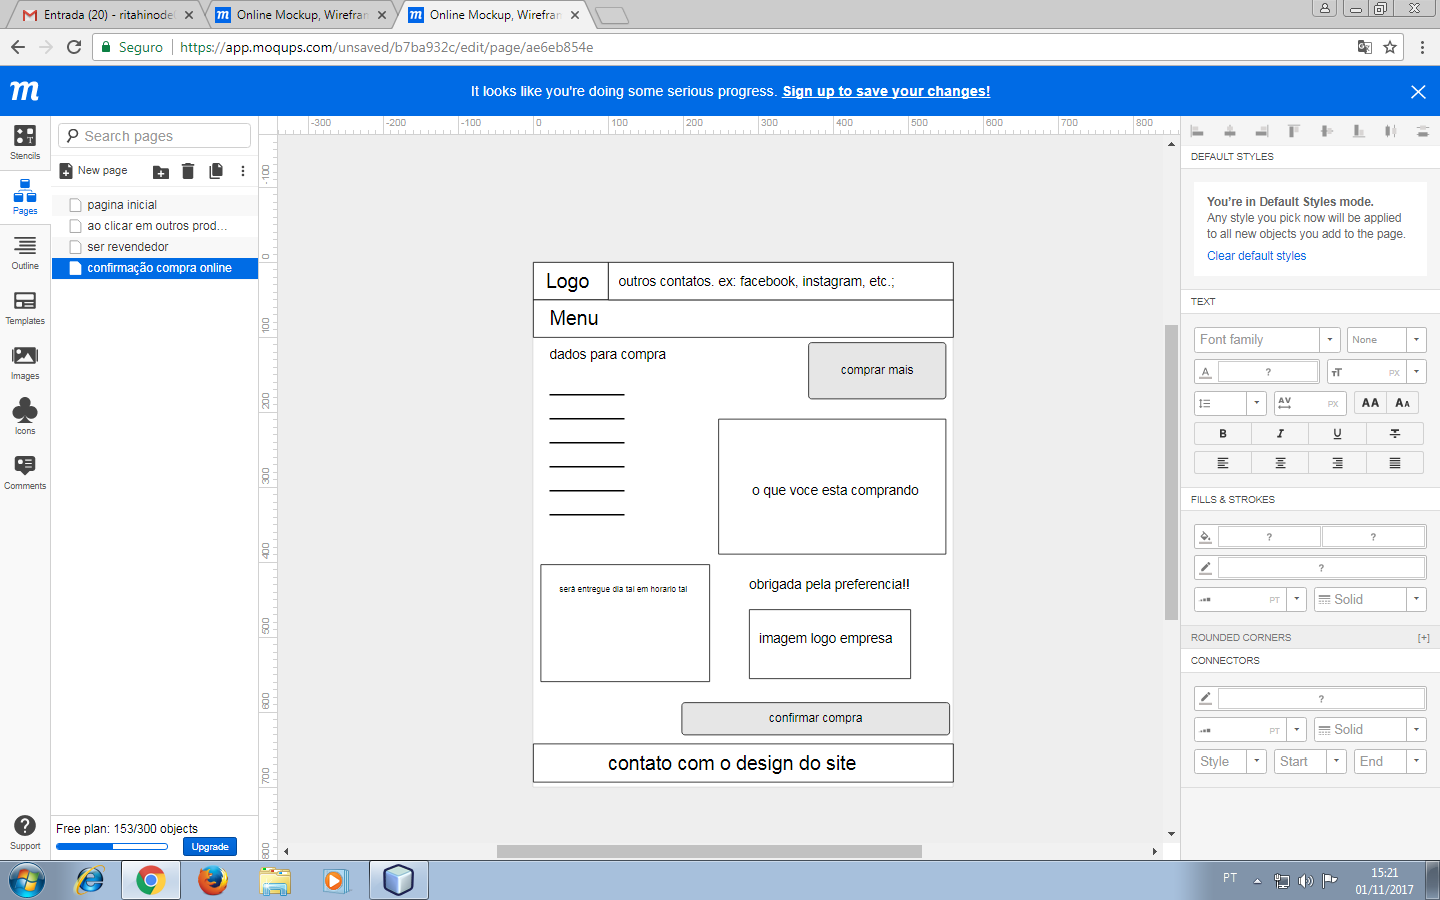 Entrada (20) - ritahinode
Online Mockup, Wirefran
Online Mockup, Wirefran
Seguro
https://app.moqups.com/unsaved/b7ba932c/edit/page/ae6eb854e
m
It looks like you're doing some serious progress. Sign up to save your changes!
Stencils
Pages
Outline
Templates
Images
Icons
Comments
Support
Search pages
New page
pagina inicial
ao clicar em outros prod...
ser revendedor
confirmação compra online
Free plan: 153/300 objects
Upgrade
-300 -200 -100 0 100 200 300 400 500 600 700 800
-100
0
100
200
300
400
500
600
700
800
Logo
outros contatos. ex: facebook, instagram, etc.;
Menu
dados para compra
comprar mais
o que voce esta comprando
será entregue dia tal em horario tal
obrigada pela preferencia!!
imagem logo empresa
confirmar compra
contato com o design do site
DEFAULT STYLES
You're in Default Styles mode.
Any style you pick now will be applied
to all new objects you add to the page.
Clear default styles
TEXT
Font family
None
A ? TT PX
AV PX AA AA
B I U T
FILLS & STROKES
? ?
?
PT Solid
ROUNDED CORNERS [+]
CONNECTORS
?
PT Solid
Style Start End
PT
15:21
01/11/2017